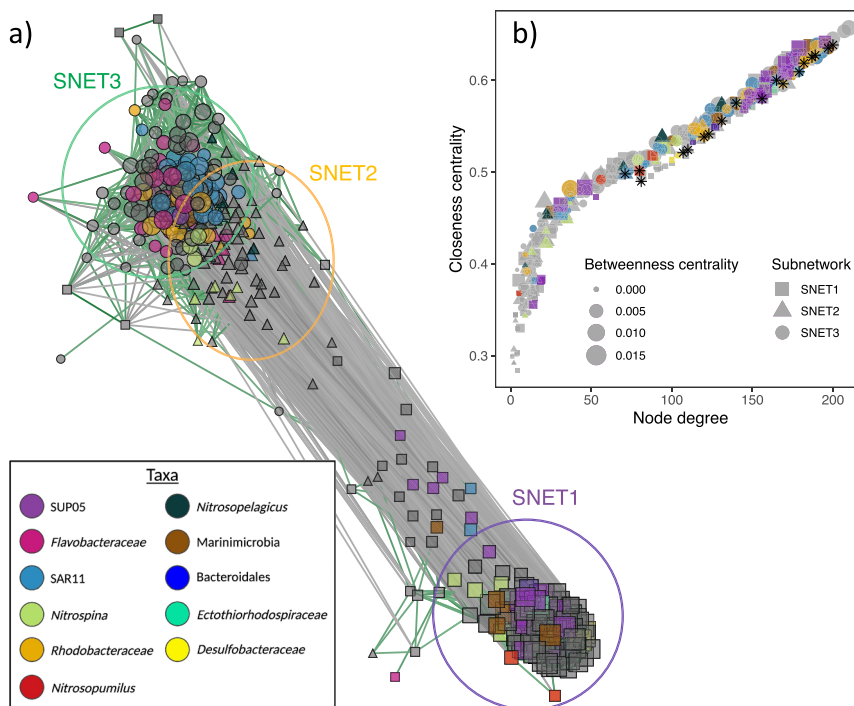 a)
SNET3
SNET2
SNET1
Taxa
SUP05
Flavobacteraceae
SAR11
Nitrospina
Rhodobacteraceae
Nitrosopumilus
Nitrosopelagicus
Marinimicrobia
Bacteroidales
Ectothiorhodospiraceae
Desulfobacteraceae
b)
Closeness centrality
0.6
0.5
0.4
0.3
Betweenness centrality
0.000
0.005
0.010
0.015
Subnetwork
SNET1
SNET2
SNET3
0 50 100 150 200
Node degree